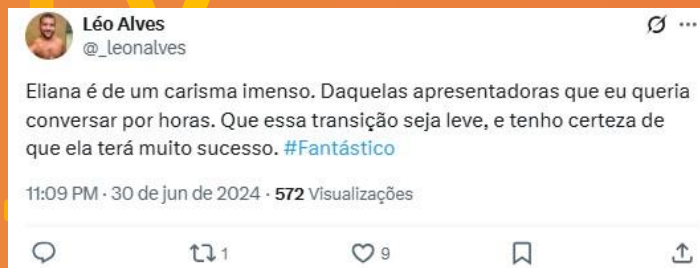 Léo Alves
@_leonalves
Eliana é de um carisma imenso. Daquelas apresentadoras que eu queria
conversar por horas. Que essa transição seja leve, e tenho certeza de
que ela terá muito sucesso. #Fantástico
11:09 PM · 30 de jun de 2024 · 572 Visualizações
1
9